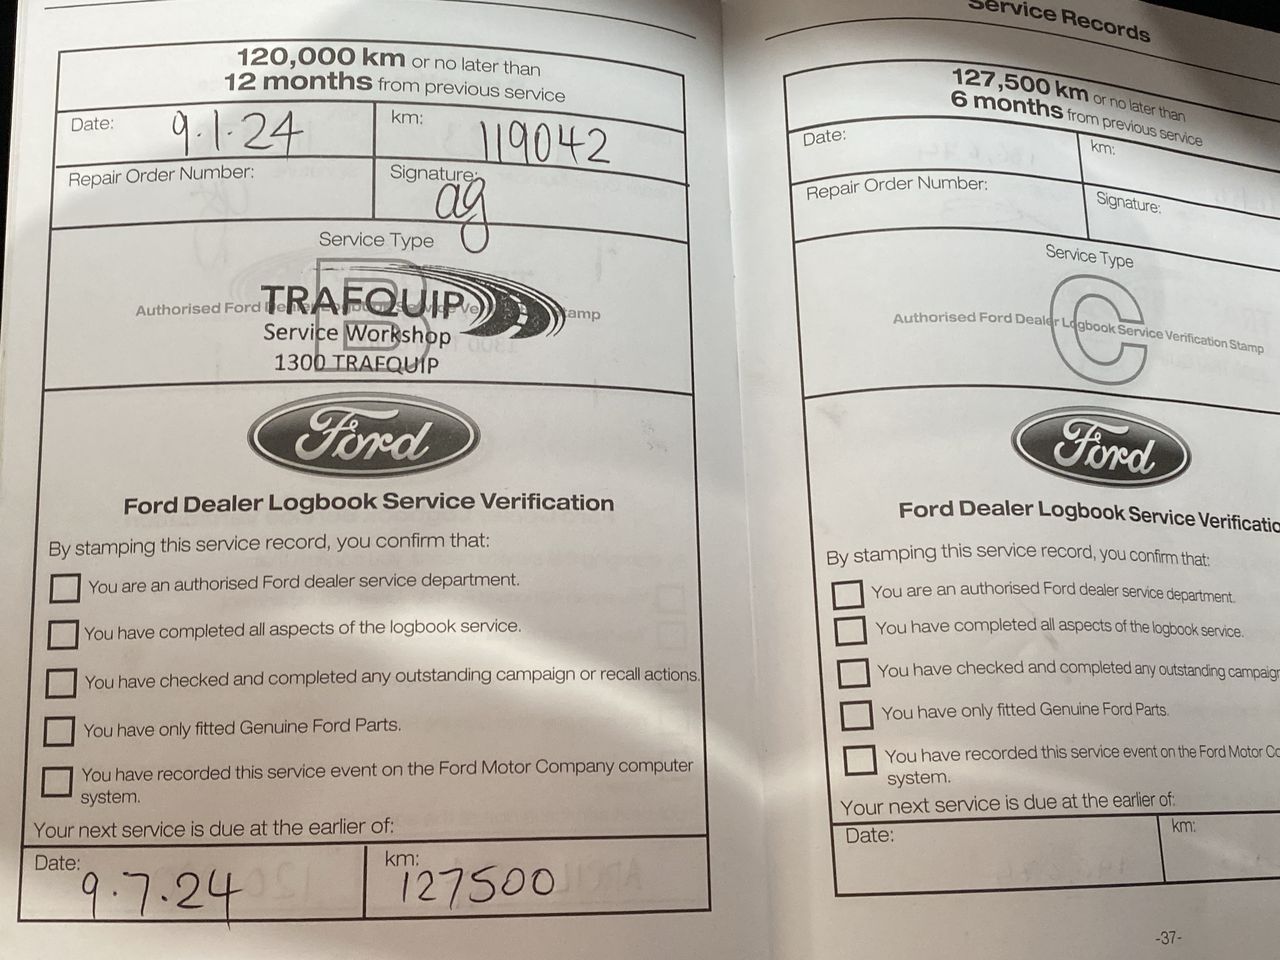 120,000 km or no later than
12 months from previous service
Date: 9.1.24
km: 119042
Repair Order Number:
Signature: ag
Service Type
B
Authorised Ford
TRAFQUIP
stamp
Service Workshop
1300 TRAFQUIP
Ford
Ford Dealer Logbook Service Verification
By stamping this service record, you confirm that:
You are an authorised Ford dealer service department.
You have completed all aspects of the logbook service.
You have checked and completed any outstanding campaign or recall actions.
You have only fitted Genuine Ford Parts.
You have recorded this service event on the Ford Motor Company computer
system.
Your next service is due at the earlier of:
Date: 9.7.24
km: 127500
Service Records
127,500 km or no later than
6 months from previous service
Date:
km:
Repair Order Number:
Signature:
Service Type
C
Authorised Ford Dealer Logbook Service Verification Stamp
Ford
Ford Dealer Logbook Service Verificatio
By stamping this service record, you confirm that:
You are an authorised Ford dealer service department.
You have completed all aspects of the logbook service.
You have checked and completed any outstanding campaign
You have only fitted Genuine Ford Parts.
You have recorded this service event on the Ford Motor Co
system.
Your next service is due at the earlier of:
Date:
km:
-37-